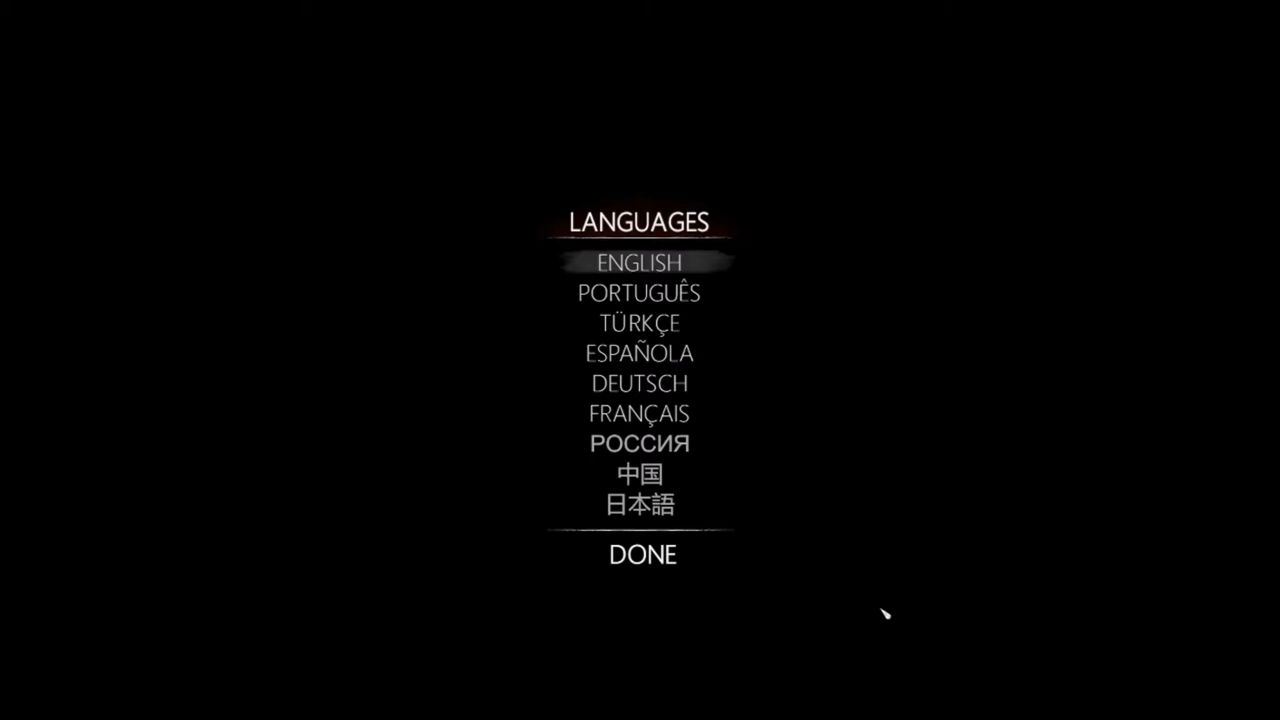 LANGUAGES
ENGLISH
PORTUGUÊS
TÜRKÇE
ESPAÑOLA
DEUTSCH
FRANÇAIS
РОССИЯ
中国
日本語
DONE